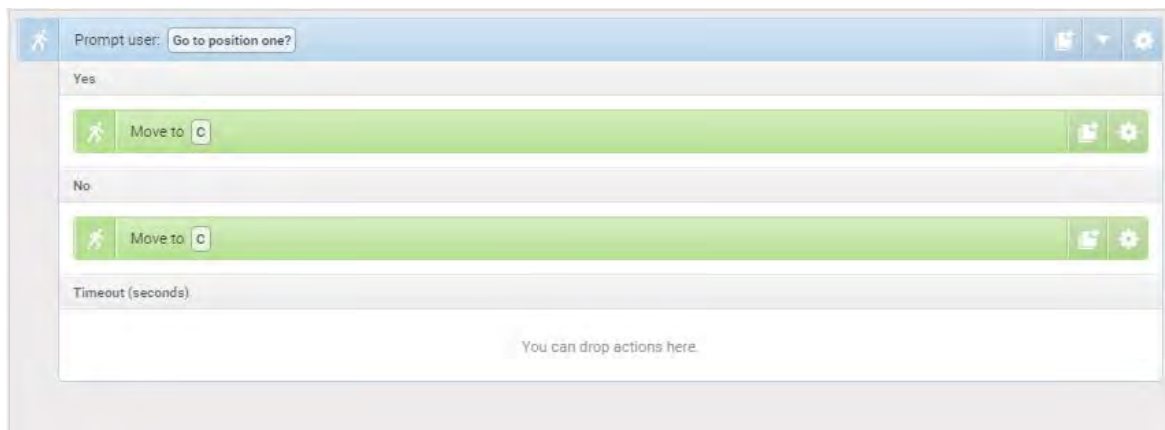 Prompt user: Go to position one?
Yes
Move to C
No
Move to C
Timeout (seconds)
You can drop actions here.